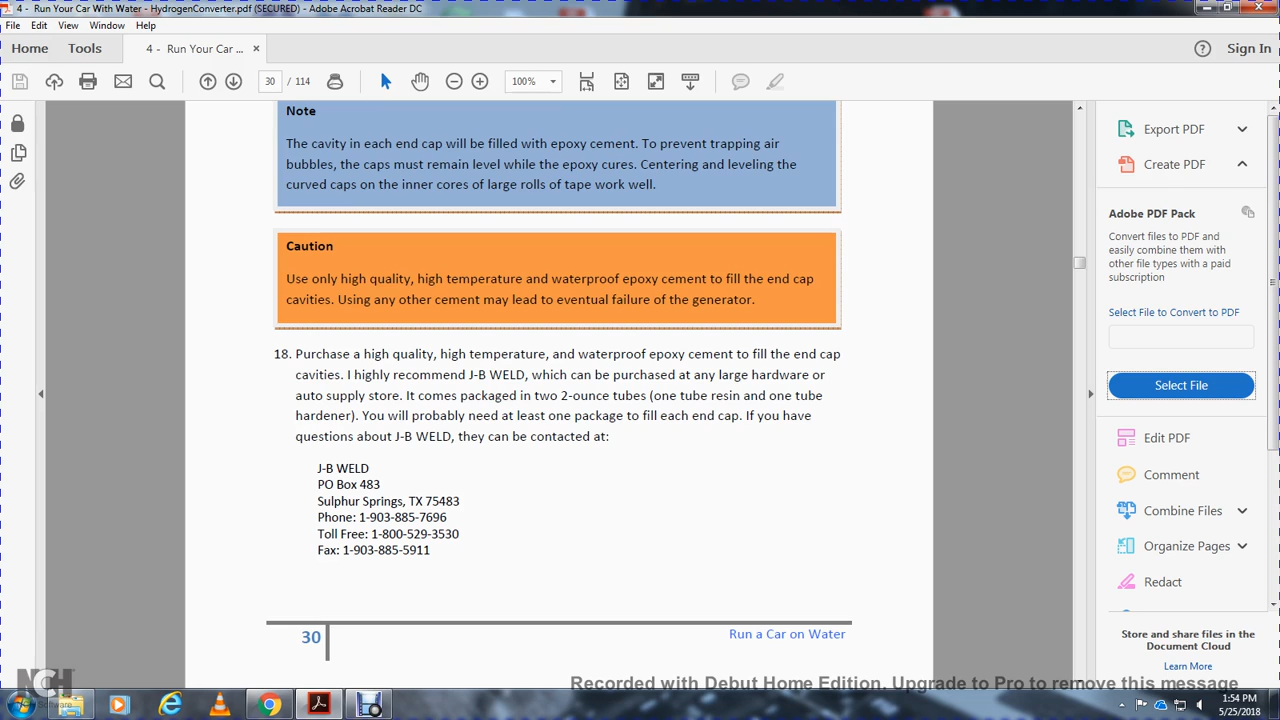 4 - Run Your Car With Water - HydrogenConverter.pdf (SECURED) - Adobe Acrobat Reader DC
File Edit View Window Help
Home Tools 4 - Run Your Car ... × Sign In
30 / 114 100%
Note
The cavity in each end cap will be filled with epoxy cement. To prevent trapping air
bubbles, the caps must remain level while the epoxy cures. Centering and leveling the
curved caps on the inner cores of large rolls of tape work well.
Caution
Use only high quality, high temperature and waterproof epoxy cement to fill the end cap
cavities. Using any other cement may lead to eventual failure of the generator.
18. Purchase a high quality, high temperature, and waterproof epoxy cement to fill the end cap
cavities. I highly recommend J-B WELD, which can be purchased at any large hardware or
auto supply store. It comes packaged in two 2-ounce tubes (one tube resin and one tube
hardener). You will probably need at least one package to fill each end cap. If you have
questions about J-B WELD, they can be contacted at:
J-B WELD
PO Box 483
Sulphur Springs, TX 75483
Phone: 1-903-885-7696
Toll Free: 1-800-529-3530
Fax: 1-903-885-5911
30 Run a Car on Water
Export PDF
Create PDF
Adobe PDF Pack
Convert files to PDF and
easily combine them with
other file types with a paid
subscription
Select File to Convert to PDF
Select File
Edit PDF
Comment
Combine Files
Organize Pages
Redact
Store and share files in the
Document Cloud
Learn More
NCH
Software
Recorded with Debut Home Edition. Upgrade to Pro to remove this message
1:54 PM
5/25/2018